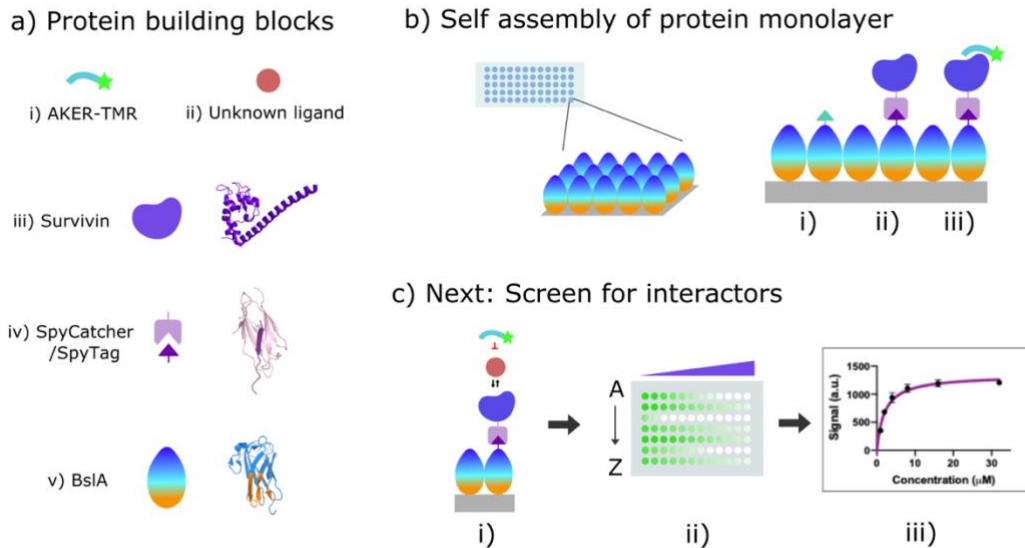 a) Protein building blocks
i) AKER-TMR
ii) Unknown ligand
iii) Survivin
iv) SpyCatcher
/SpyTag
v) BslA
b) Self assembly of protein monolayer
i)
ii)
iii)
c) Next: Screen for interactors
i)
A
Z
ii)
Signal (a.u.)
1500
1000
500
0
0
10
20
30
Concentration (μM)
iii)